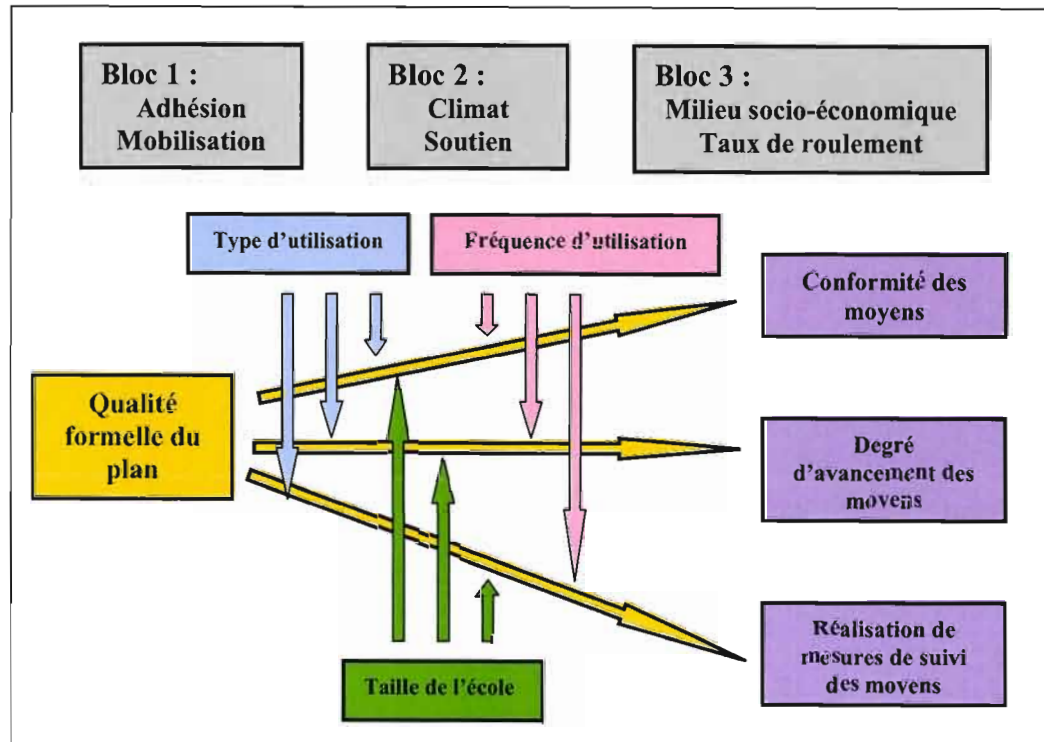 Bloc 1 :
Adhésion
Mobilisation
Bloc 2 :
Climat
Soutien
Bloc 3 :
Milieu socio-économique
Taux de roulement
Type d'utilisation
Fréquence d'utilisation
Conformité des
moyens
Qualité
formelle du
plan
Degré
d'avancement des
moyens
Réalisation de
mesures de suivi
des moyens
Taille de l'école